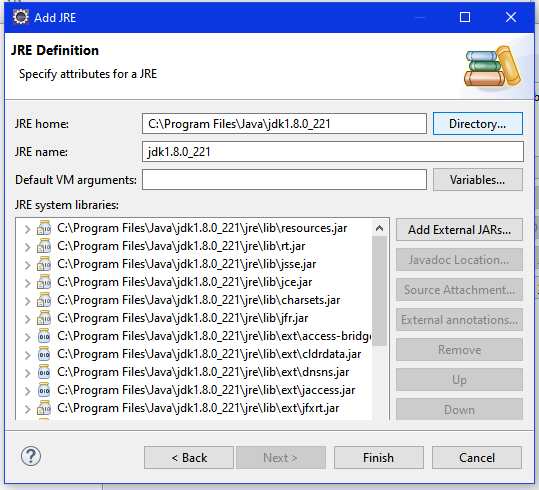 Add JRE
JRE Definition
Specify attributes for a JRE
JRE home: C:\Program Files\Java\jdk1.8.0_221 Directory...
JRE name: jdk1.8.0_221
Default VM arguments: Variables...
JRE system libraries:
C:\Program Files\Java\jdk1.8.0_221\jre\lib\resources.jar
C:\Program Files\Java\jdk1.8.0_221\jre\lib\rt.jar
C:\Program Files\Java\jdk1.8.0_221\jre\lib\jsse.jar
C:\Program Files\Java\jdk1.8.0_221\jre\lib\jce.jar
C:\Program Files\Java\jdk1.8.0_221\jre\lib\charsets.jar
C:\Program Files\Java\jdk1.8.0_221\jre\lib\jfr.jar
C:\Program Files\Java\jdk1.8.0_221\jre\lib\ext\access-bridge
C:\Program Files\Java\jdk1.8.0_221\jre\lib\ext\cldrdata.jar
C:\Program Files\Java\jdk1.8.0_221\jre\lib\ext\dnsns.jar
C:\Program Files\Java\jdk1.8.0_221\jre\lib\ext\jaccess.jar
C:\Program Files\Java\jdk1.8.0_221\jre\lib\ext\jfxrt.jar
Add External JARs...
Javadoc Location...
Source Attachment...
External annotations...
Remove
Up
Down
? < Back Next > Finish Cancel